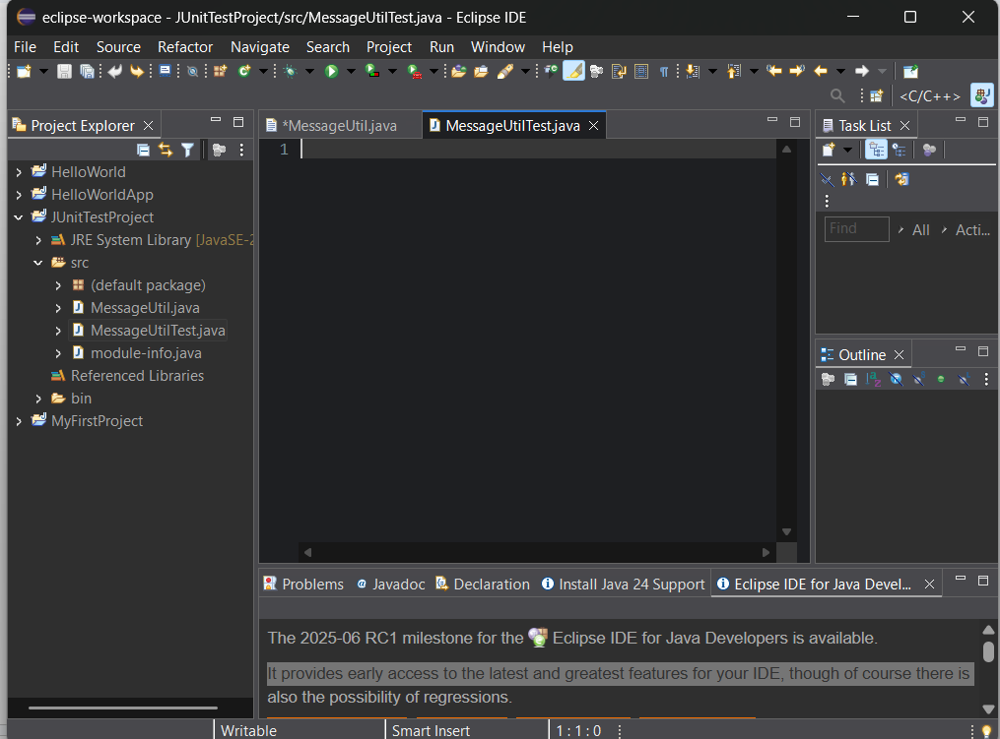 eclipse-workspace - JUnitTestProject/src/MessageUtilTest.java - Eclipse IDE
File Edit Source Refactor Navigate Search Project Run Window Help
<C/C++>
Project Explorer
*MessageUtil.java
MessageUtilTest.java
Task List
1
HelloWorld
HelloWorldApp
JUnitTestProject
JRE System Library [JavaSE-2
src
(default package)
MessageUtil.java
MessageUtilTest.java
module-info.java
Referenced Libraries
bin
MyFirstProject
Find
All
Acti...
Outline
Problems
Javadoc
Declaration
Install Java 24 Support
Eclipse IDE for Java Devel...
The 2025-06 RC1 milestone for the Eclipse IDE for Java Developers is available.
It provides early access to the latest and greatest features for your IDE, though of course there is
also the possibility of regressions.
Writable
Smart Insert
1 : 1 : 0